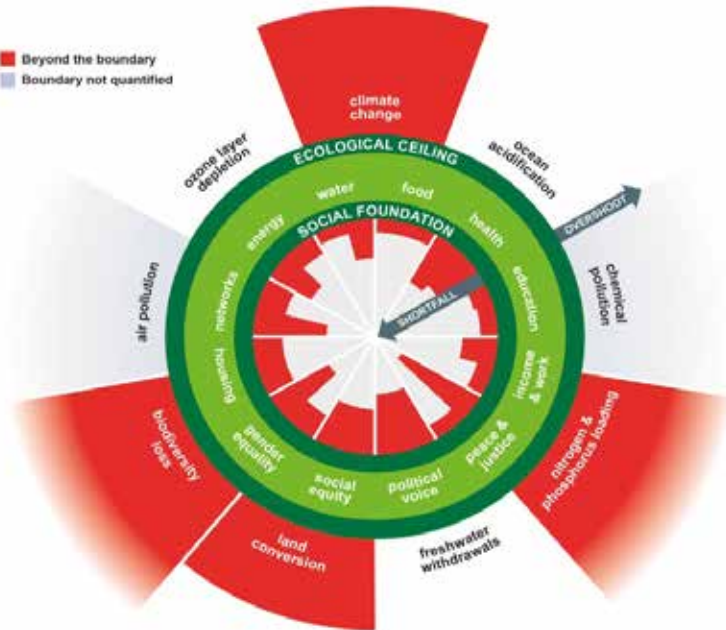 Beyond the boundary
Boundary not quantified
climate
change
ozone layer
depletion
ECOLOGICAL CEILING
ocean
acidification
water
food
energy
SOCIAL FOUNDATION
health
OVERSHOOT
air pollution
networks
SHORTFALL
education
chemical
pollution
housing
income
& work
biodiversity
loss
gender
equality
social
equity
political
voice
peace &
justice
nitrogen &
phosphorus loading
land
conversion
freshwater
withdrawals